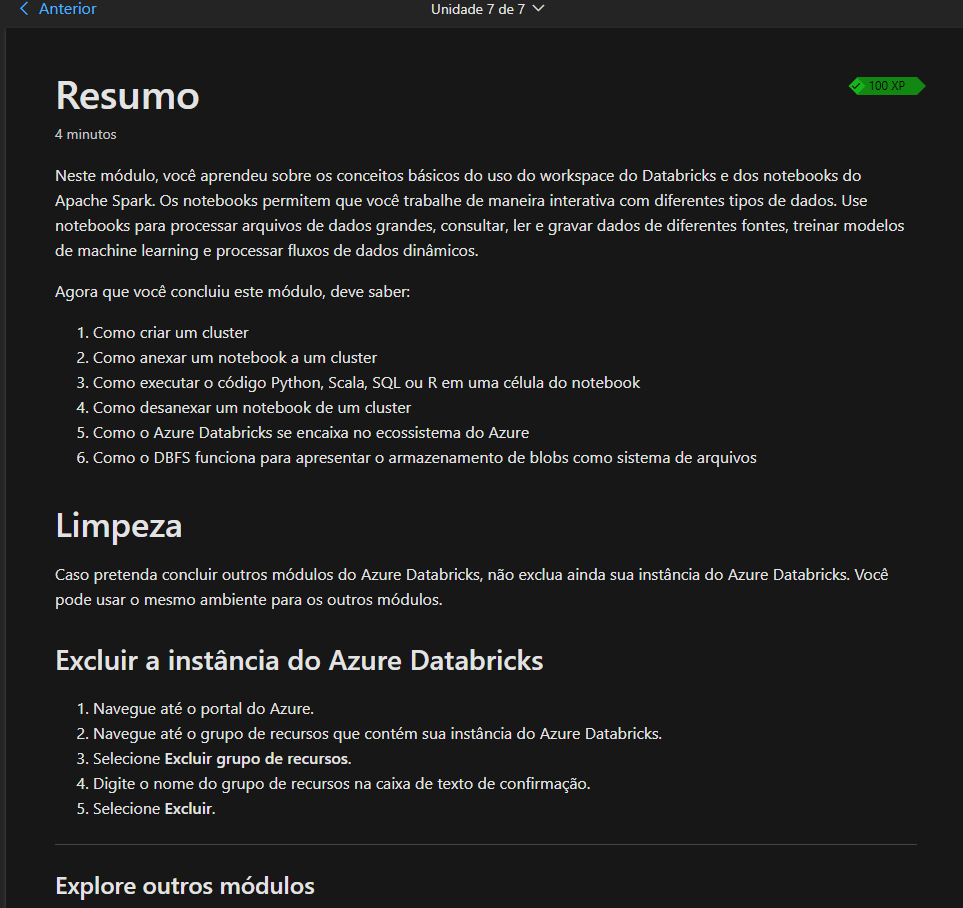 Anterior
Unidade 7 de 7
Resumo
100 XP
4 minutos
Neste módulo, você aprendeu sobre os conceitos básicos do uso do workspace do Databricks e dos notebooks do
Apache Spark. Os notebooks permitem que você trabalhe de maneira interativa com diferentes tipos de dados. Use
notebooks para processar arquivos de dados grandes, consultar, ler e gravar dados de diferentes fontes, treinar modelos
de machine learning e processar fluxos de dados dinâmicos.
Agora que você concluiu este módulo, deve saber:
1. Como criar um cluster
2. Como anexar um notebook a um cluster
3. Como executar o código Python, Scala, SQL ou R em uma célula do notebook
4. Como desanexar um notebook de um cluster
5. Como o Azure Databricks se encaixa no ecossistema do Azure
6. Como o DBFS funciona para apresentar o armazenamento de blobs como sistema de arquivos
Limpeza
Caso pretenda concluir outros módulos do Azure Databricks, não exclua ainda sua instância do Azure Databricks. Você
pode usar o mesmo ambiente para os outros módulos.
Excluir a instância do Azure Databricks
1. Navegue até o portal do Azure.
2. Navegue até o grupo de recursos que contém sua instância do Azure Databricks.
3. Selecione Excluir grupo de recursos.
4. Digite o nome do grupo de recursos na caixa de texto de confirmação.
5. Selecione Excluir.
Explore outros módulos